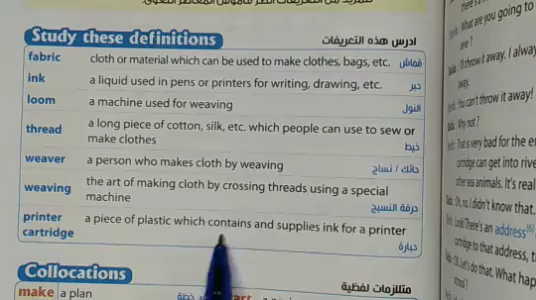 Study these definitions ادرس هذه التعريفات
fabric cloth or material which can be used to make clothes, bags, etc. قماش
ink a liquid used in pens or printers for writing, drawing, etc. حبر
loom a machine used for weaving النول
thread a long piece of cotton, silk, etc. which people can use to sew or
make clothes خيط
weaver a person who makes cloth by weaving حائك / نساج
weaving the art of making cloth by crossing threads using a special
machine حرفة النسيج
printer a piece of plastic which contains and supplies ink for a printer
cartridge حبارة
Collocations متلازمات لفظية
make a plan خطة
What are you going to
one ?
I'll throw it away. I alway
away.
You can't throw it away!
Why not ?
That is very bad for the e
cartridge can get into rive
other sea animals. It's real
Oh, no, I didn't know that.
Look! There's an address
cartridge to that address, t
OK. Let's do that. What hap
school ?